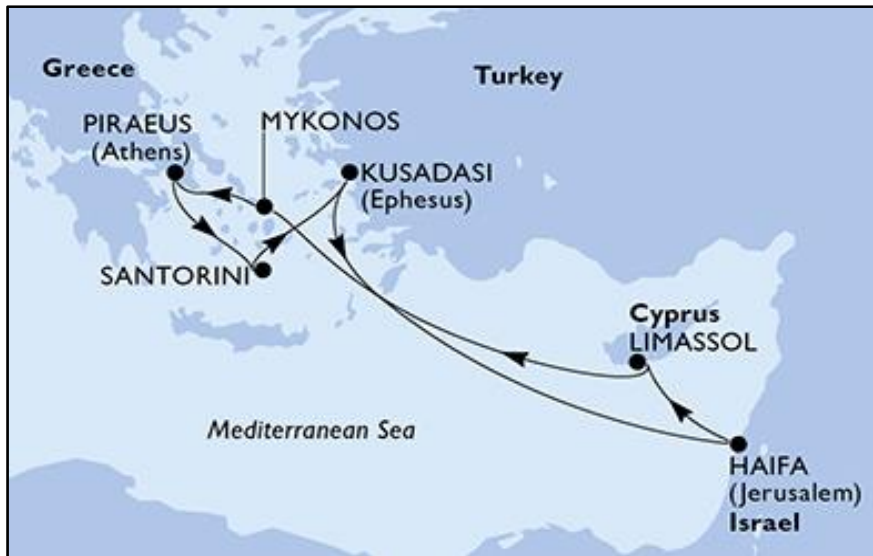 Greece
Turkey
PIRAEUS
(Athens)
MYKONOS
KUSADASI
(Ephesus)
SANTORINI
Cyprus
LIMASSOL
Mediterranean Sea
HAIFA
(Jerusalem)
Israel